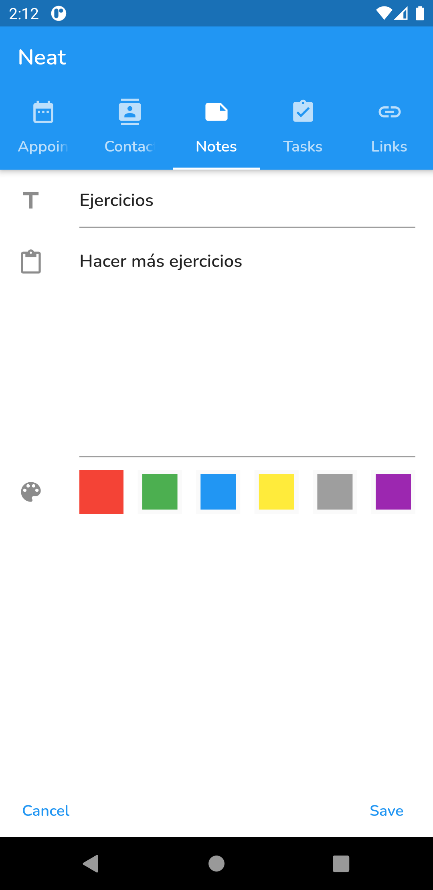 2:12
Neat
Appoin
Contac
Notes
Tasks
Links
Ejercicios
Hacer más ejercicios
Cancel
Save